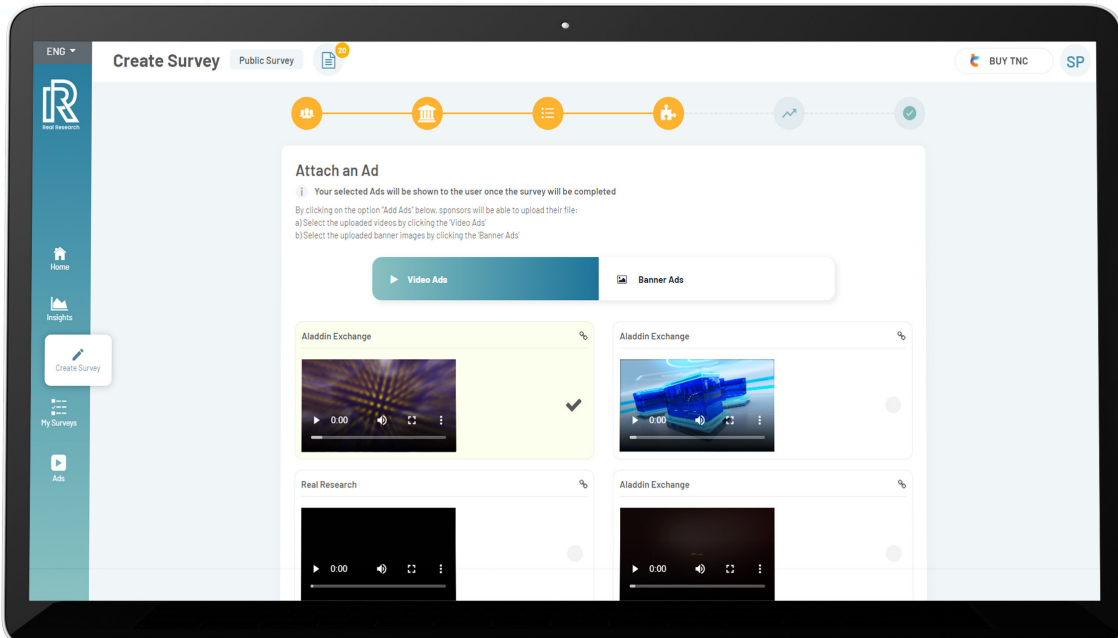 ENG
Create Survey
Public Survey
20
BUY TNC
SP
R
Real Research
Home
Insights
Create Survey
My Surveys
Ads
Attach an Ad
i Your selected Ads will be shown to the user once the survey will be completed
By clicking on the option "Add Ads" below, sponsors will be able to upload their file:
a) Select the uploaded videos by clicking the 'Video Ads'
b) Select the uploaded banner images by clicking the 'Banner Ads'
Video Ads
Banner Ads
Aladdin Exchange
0:00
Aladdin Exchange
0:00
Real Research
0:00
Aladdin Exchange
0:00